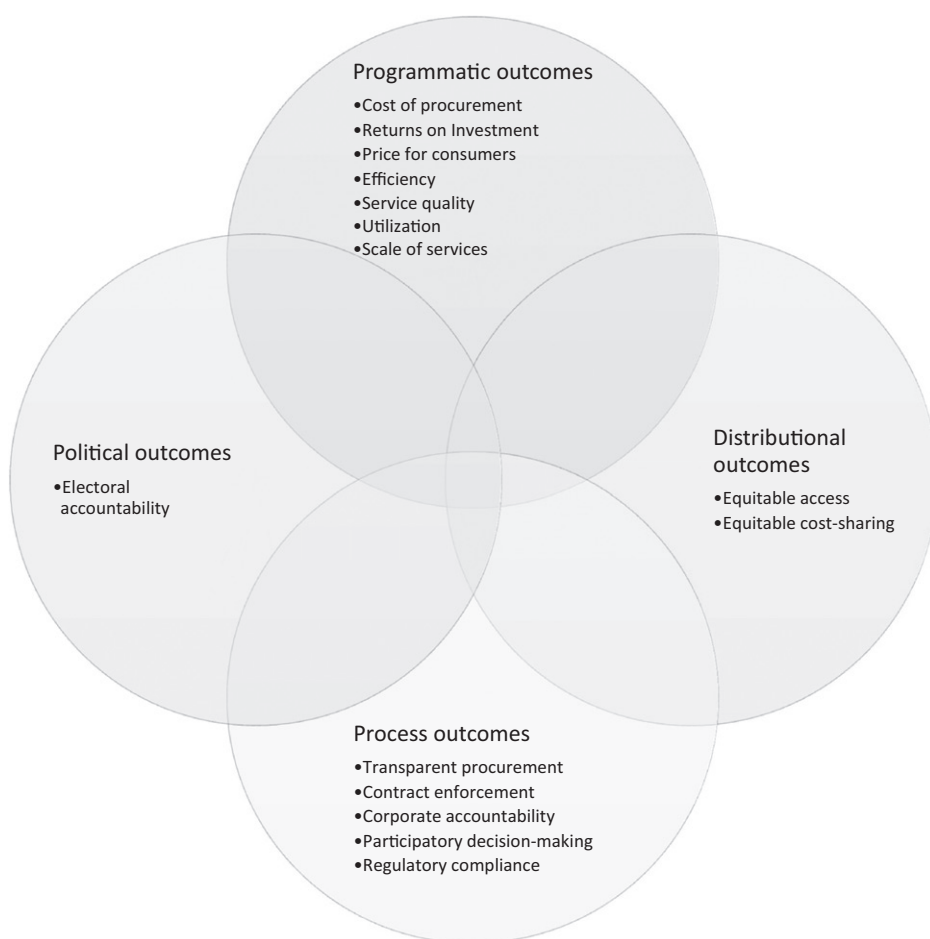 Programmatic outcomes
•Cost of procurement
•Returns on Investment
•Price for consumers
•Efficiency
•Service quality
•Utilization
•Scale of services
Political outcomes
•Electoral
accountability
Distributional
outcomes
•Equitable access
•Equitable cost-sharing
Process outcomes
•Transparent procurement
•Contract enforcement
•Corporate accountability
•Participatory decision-making
•Regulatory compliance